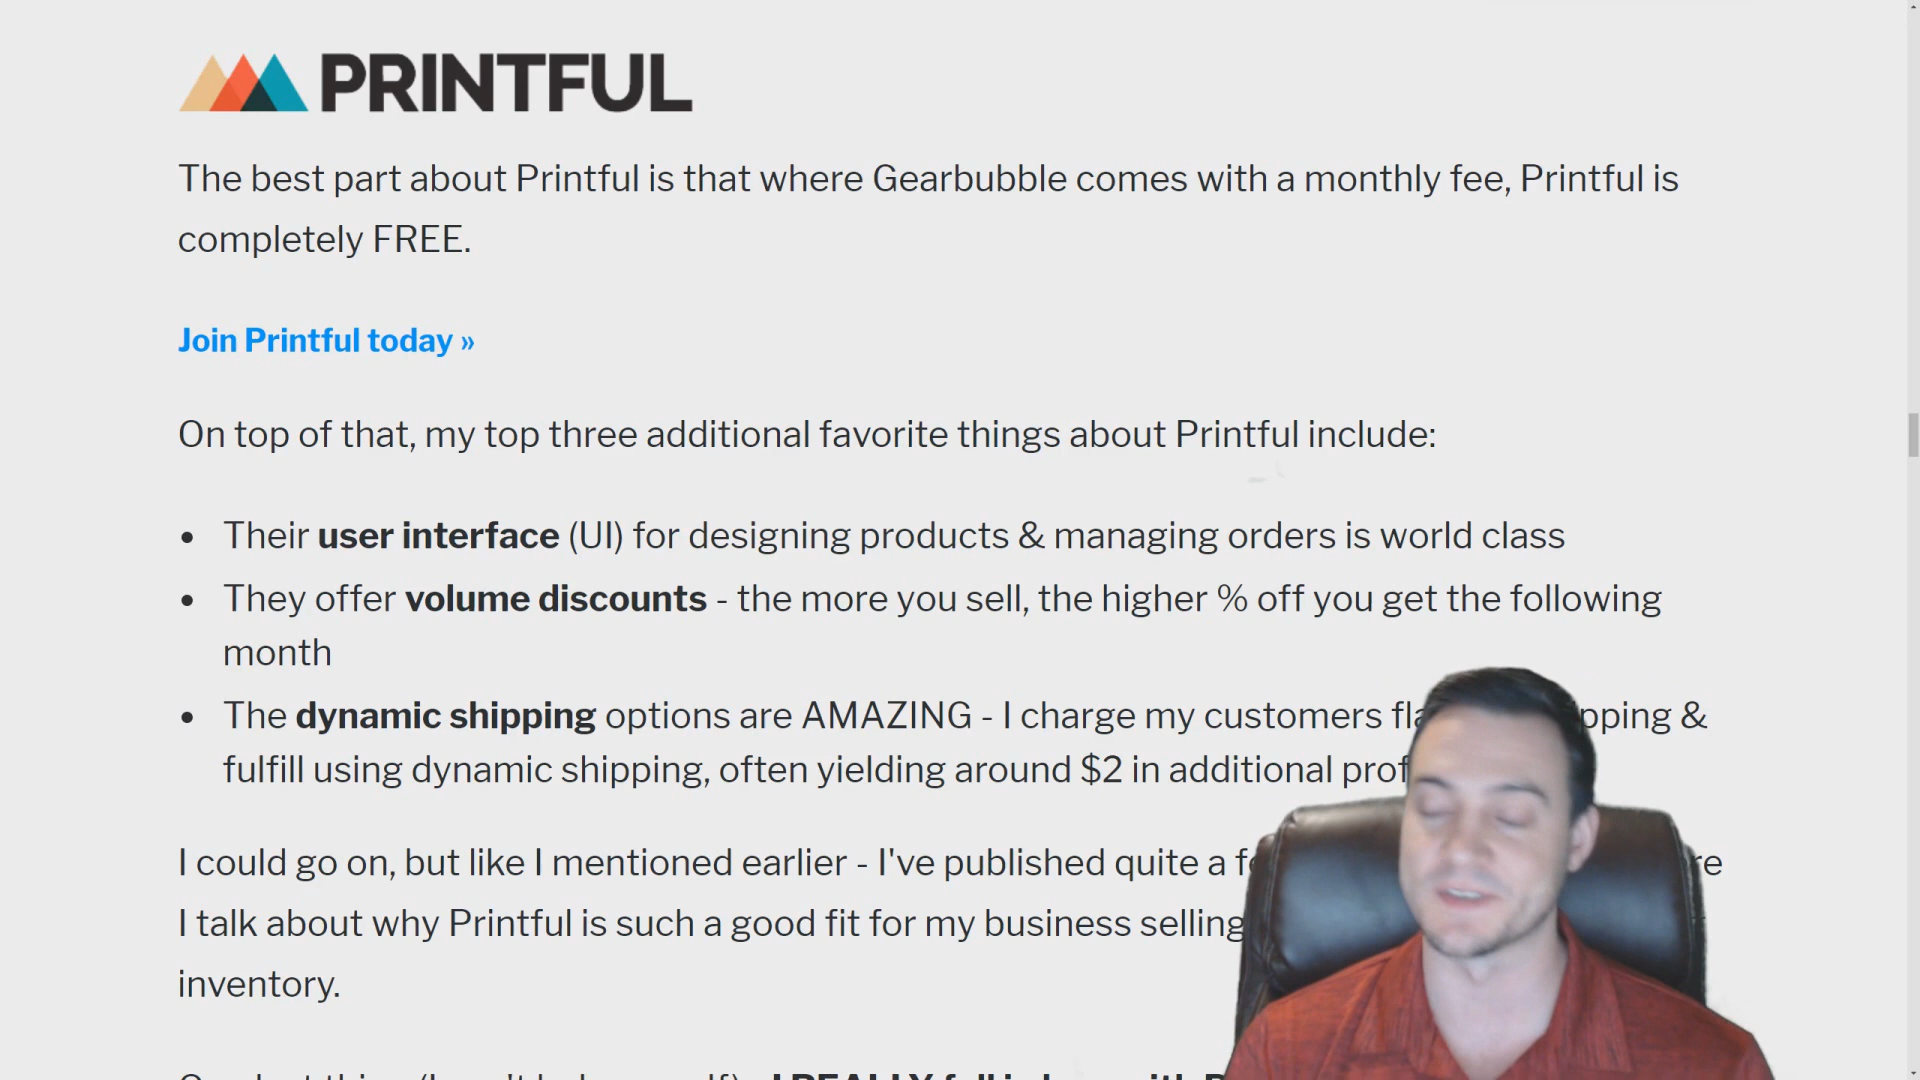 PRINTFUL
The best part about Printful is that where Gearbubble comes with a monthly fee, Printful is
completely FREE.
Join Printful today »
On top of that, my top three additional favorite things about Printful include:
• Their user interface (UI) for designing products & managing orders is world class
• They offer volume discounts - the more you sell, the higher % off you get the following
month
• The dynamic shipping options are AMAZING - I charge my customers &
fulfill using dynamic shipping, often yielding around $2 in additional
I could go on, but like I mentioned earlier - I've published quite a
I talk about why Printful is such a good fit for my business selling
inventory.